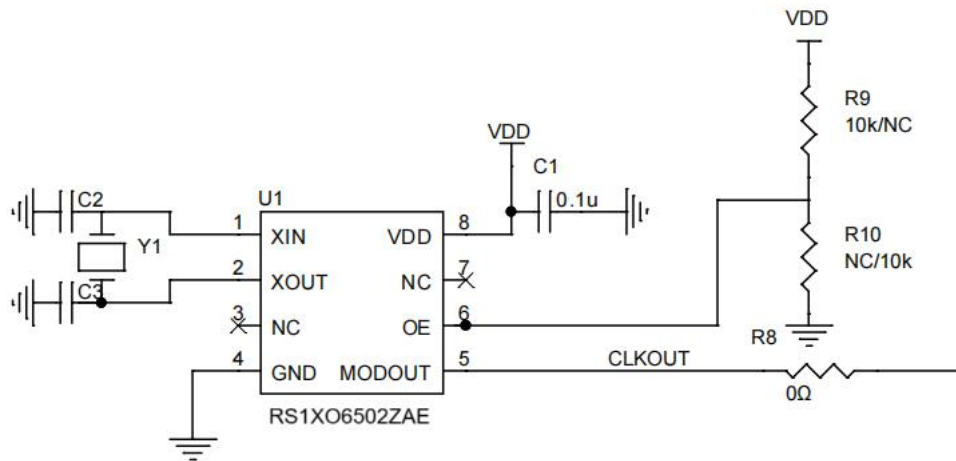 VDD
R9
10k/NC
VDD
C1
0.1u
C2
U1
1
XIN
VDD
8
Y1
R10
NC/10k
2
XOUT
NC
7
C3
3
NC
OE
6
R8
4
GND
MODOUT
5
CLKOUT
0Ω
RS1XO6502ZAE